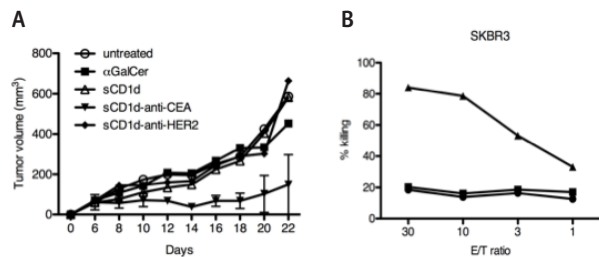 A
800
600
400
200
0
Tumor volume (mm³)
untreated
αGalCer
sCD1d
sCD1d-anti-CEA
sCD1d-anti-HER2
0 6 8 10 12 14 16 18 20 22
Days
B
SKBR3
100
80
60
40
20
0
% killing
30 10 3 1
E/T ratio